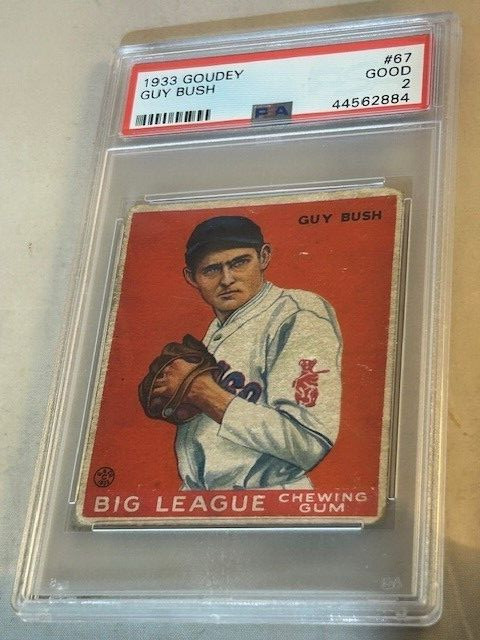 1933 GOUDEY #67
GUY BUSH GOOD
2
PSA 44562884
GUY BUSH
BIG LEAGUE CHEWING
GUM